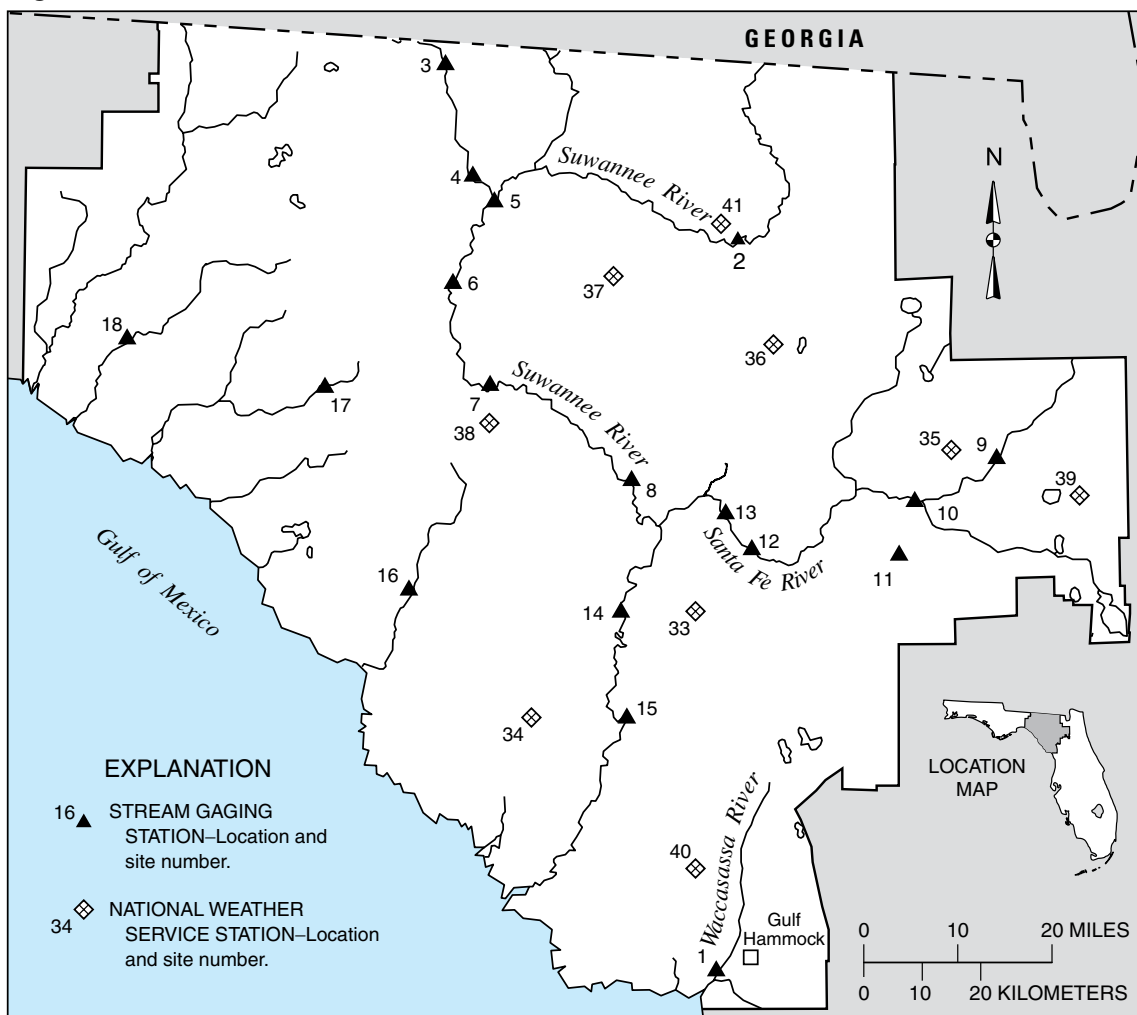 GEORGIA
3
4
5
Suwannee River
41
2
N
37
6
18
36
17
7
Suwannee River
38
35
9
39
8
10
13
12
Santa Fe River
11
Gulf of Mexico
16
14
33
34
15
EXPLANATION
16 STREAM GAGING
STATION–Location and
site number.
34 NATIONAL WEATHER
SERVICE STATION–Location
and site number.
Waccasassa River
40
1
Gulf
Hammock
LOCATION
MAP
0 10 20 MILES
0 10 20 KILOMETERS